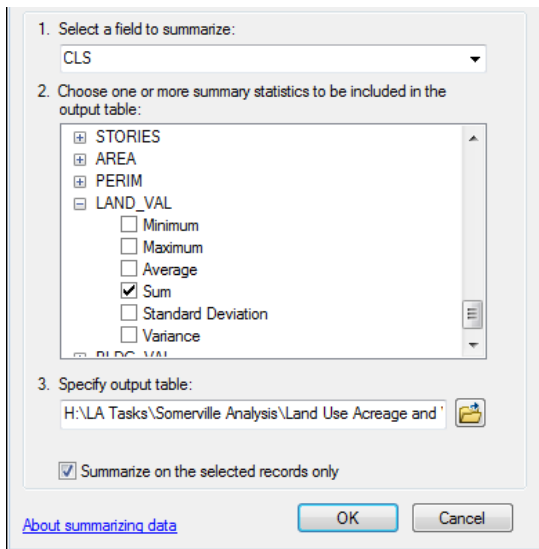 1. Select a field to summarize:
CLS
2. Choose one or more summary statistics to be included in the
output table:
STORIES
AREA
PERIM
LAND_VAL
Minimum
Maximum
Average
Sum
Standard Deviation
Variance
BLDG_VAL
3. Specify output table:
H:\LA Tasks\Somerville Analysis\Land Use Acreage and '
Summarize on the selected records only
About summarizing data
OK
Cancel